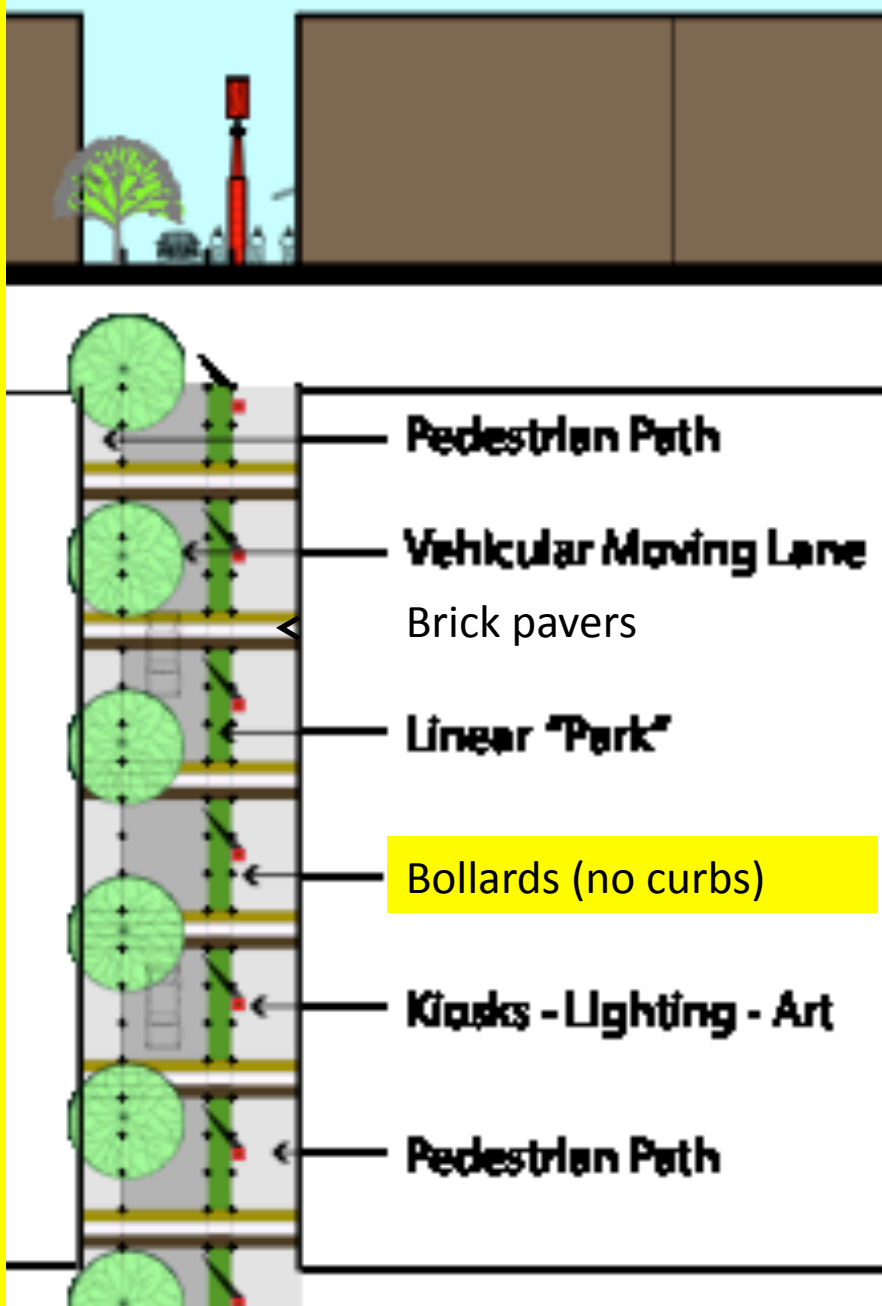 Pedestrian Path
Vehicular Moving Lane
Brick pavers
Linear "Park"
Bollards (no curbs)
Kiosks - Lighting - Art
Pedestrian Path